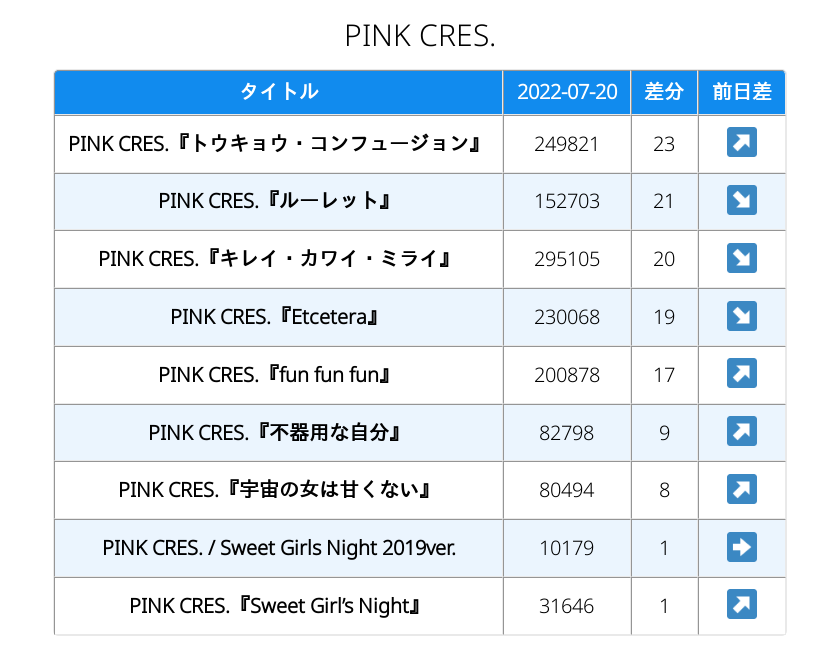 PINK CRES.
タイトル 2022-07-20 差分 前日差
PINK CRES.『トウキョウ・コンフュージョン』 249821 23
PINK CRES.『ルーレット』 152703 21
PINK CRES.『キレイ・カワイ・ミライ』 295105 20
PINK CRES.『Etcetera』 230068 19
PINK CRES.『fun fun fun』 200878 17
PINK CRES.『不器用な自分』 82798 9
PINK CRES.『宇宙の女は甘くない』 80494 8
PINK CRES. / Sweet Girls Night 2019ver. 10179 1
PINK CRES.『Sweet Girl’s Night』 31646 1